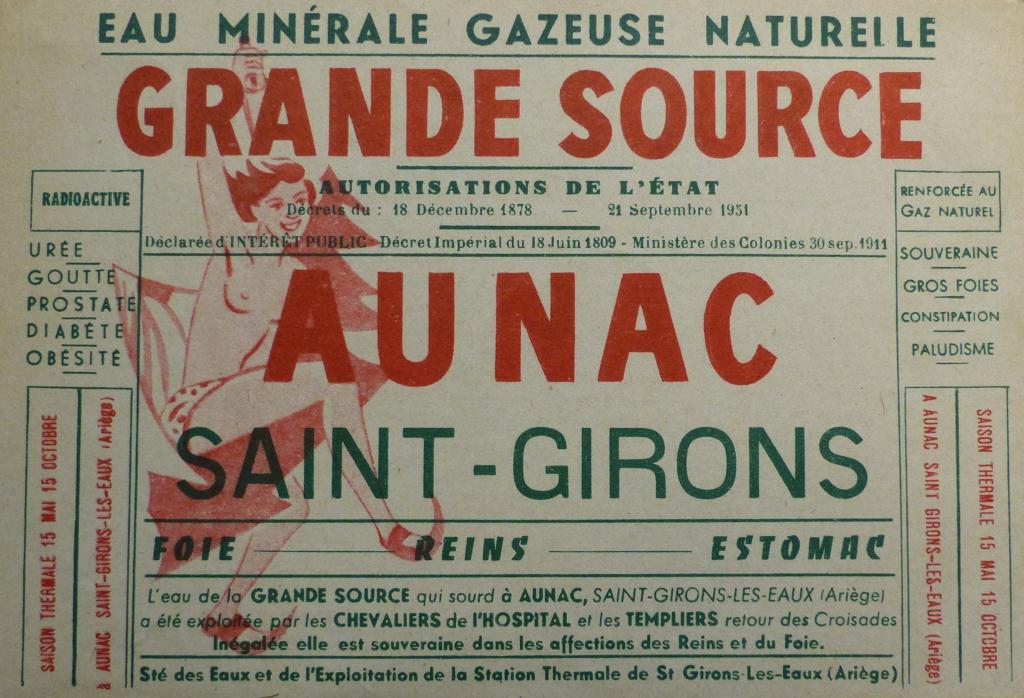 EAU MINÉRALE GAZEUSE NATURELLE
GRANDE SOURCE
AUTORISATIONS DE L'ÉTAT
Décrets du : 18 Décembre 1878 — 21 Septembre 1951
Déclarée d'INTÉRÊT PUBLIC - Décret Impérial du 18 Juin 1809 - Ministère des Colonies 30 sep. 1911
RADIOACTIVE
URÉE
GOUTTE
PROSTATE
DIABÈTE
OBÉSITÉ
RENFORCÉE AU
GAZ NATUREL
SOUVERAINE
GROS FOIES
CONSTIPATION
PALUDISME
AUNAC
SAINT-GIRONS
SAISON THERMALE 15 MAI 15 OCTOBRE
à AUNAC SAINT-GIRONS-LES-EAUX (Ariège)
A AUNAC SAINT GIRONS-LES-EAUX (Ariège)
SAISON THERMALE 15 MAI 15 OCTOBRE
FOIE — REINS — ESTOMAC
L'eau de la GRANDE SOURCE qui sourd à AUNAC, SAINT-GIRONS-LES-EAUX (Ariège)
a été exploitée par les CHEVALIERS de l'HOSPITAL et les TEMPLIERS retour des Croisades
Inégalée elle est souveraine dans les affections des Reins et du Foie.
Sté des Eaux et de l'Exploitation de la Station Thermale de St Girons-Les-Eaux (Ariège)